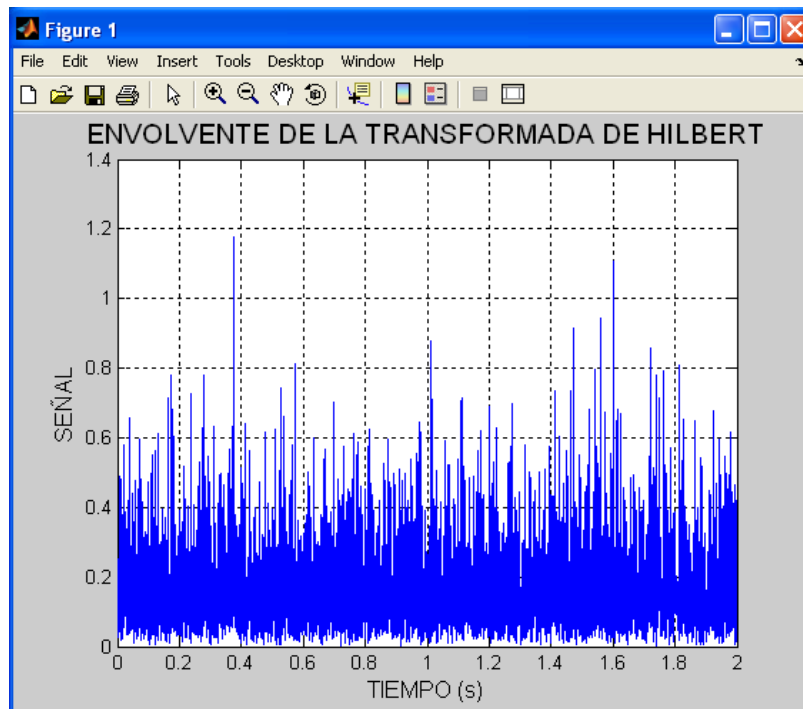 Figure 1
File Edit View Insert Tools Desktop Window Help
ENVOLVENTE DE LA TRANSFORMADA DE HILBERT
1.4
1.2
1
0.8
0.6
0.4
0.2
0
SEÑAL
0 0.2 0.4 0.6 0.8 1 1.2 1.4 1.6 1.8 2
TIEMPO (s)